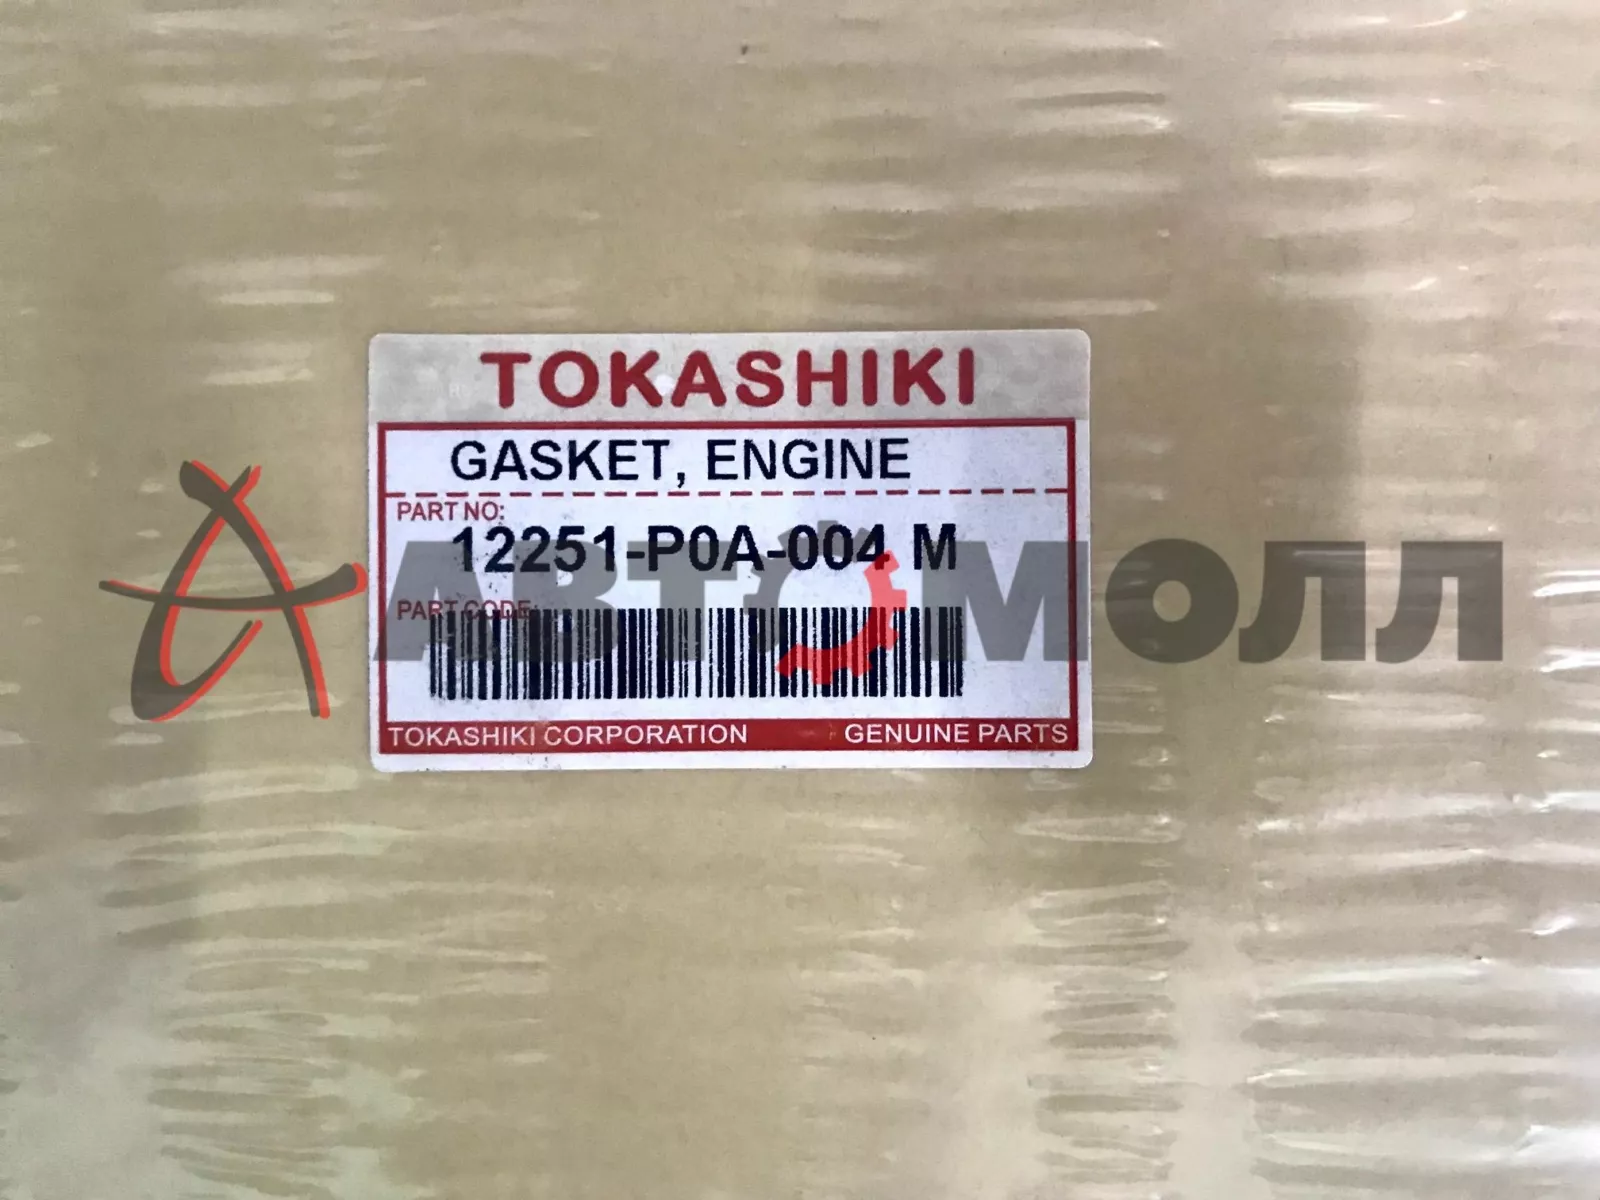 TOKASHIKI
GASKET, ENGINE
PART NO:
12251-P0A-004 M
PART CODE:
АВТОМОЛЛ
TOKASHIKI CORPORATION GENUINE PARTS